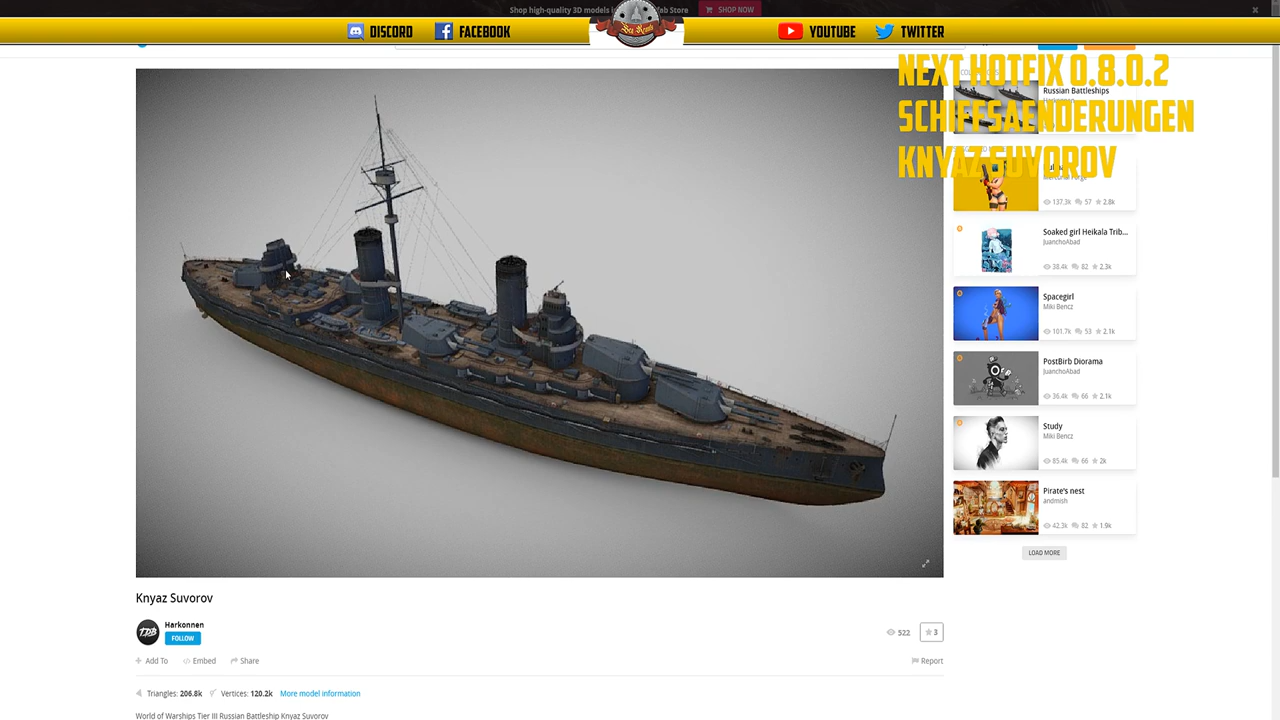 Shop high-quality 3D models
fab Store
SHOP NOW
DISCORD
FACEBOOK
YOUTUBE
TWITTER
NEXT HOTFIX 0.8.0.2
SCHIFFSAENDERUNGEN
KNYAZ SUVOROV
Russian Battleships
137.3k 57 2.8k
Soaked girl Heikala Trib...
JuanchoAbad
38.4k 82 2.3k
Spacegirl
Miki Bencz
101.7k 53 2.1k
PostBirb Diorama
JuanchoAbad
36.4k 66 2.1k
Study
Miki Bencz
85.4k 66 2k
Pirate's nest
andmish
42.3k 82 1.9k
LOAD MORE
Knyaz Suvorov
TDB
Harkonnen
FOLLOW
522
3
+ Add To
Embed
Share
Report
Triangles: 206.8k
Vertices: 120.2k
More model information
World of Warships Tier III Russian Battleship Knyaz Suvorov